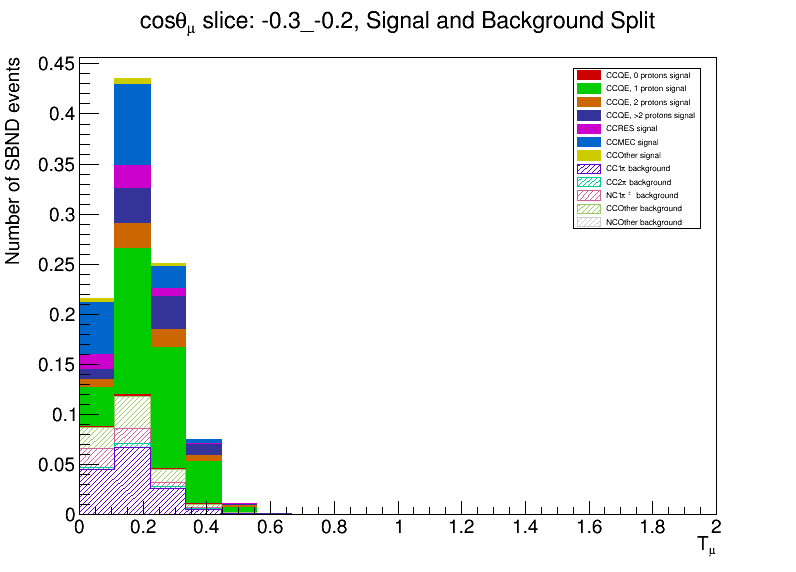 cosθμ slice: -0.3_-0.2, Signal and Background Split
Number of SBND events
0.45
0.4
0.35
0.3
0.25
0.2
0.15
0.1
0.05
0
CCQE, 0 protons signal
CCQE, 1 proton signal
CCQE, 2 protons signal
CCQE, >2 protons signal
CCRES signal
CCMEC signal
CCOther signal
CC1π background
CC2π background
NC1π ± background
CCOther background
NCOther background
0 0.2 0.4 0.6 0.8 1 1.2 1.4 1.6 1.8 2
Tμ